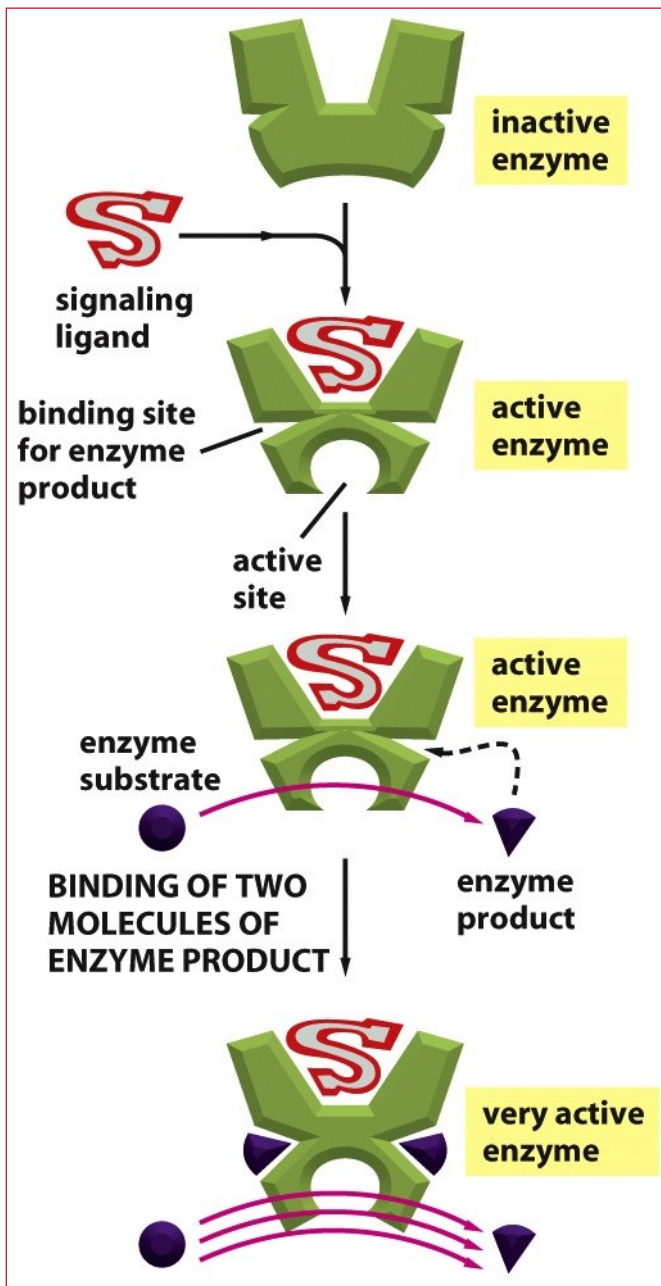 inactive
enzyme
S
signaling
ligand
S
binding site
for enzyme
product
active
enzyme
active
site
S
active
enzyme
enzyme
substrate
enzyme
product
BINDING OF TWO
MOLECULES OF
ENZYME PRODUCT
S
very active
enzyme